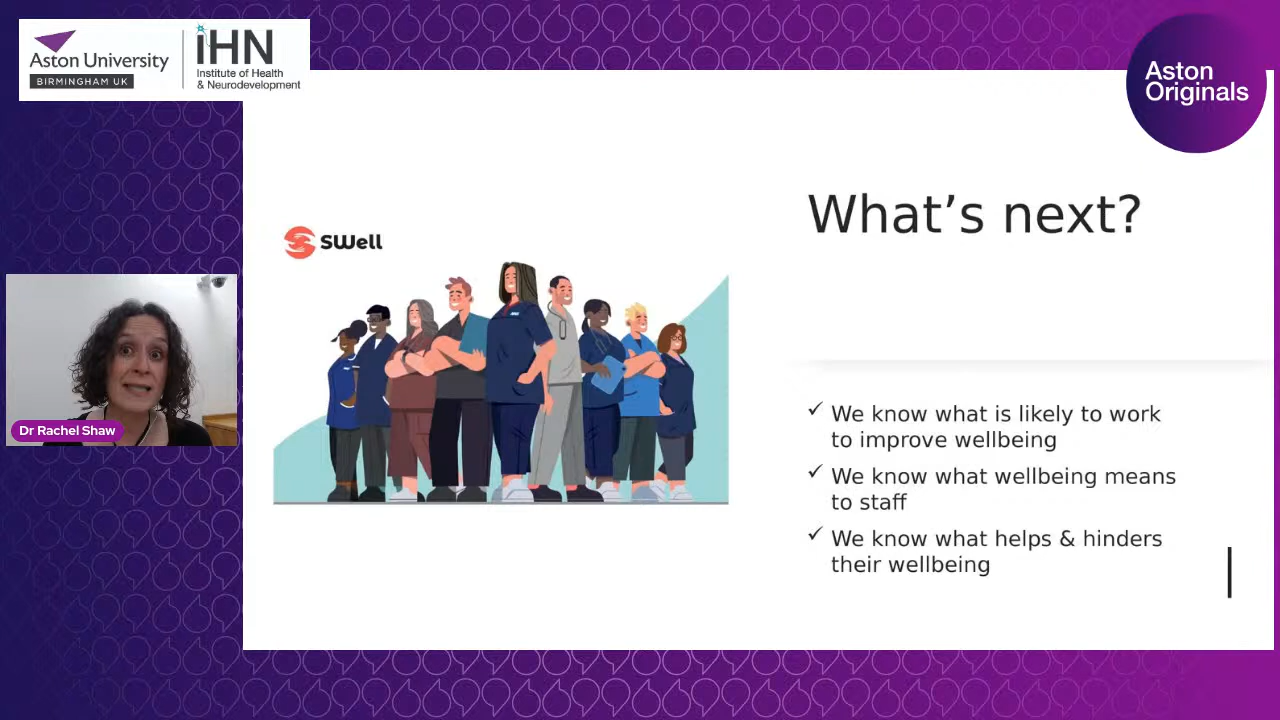 Aston University
BIRMINGHAM UK
iHN
Institute of Health
& Neurodevelopment
Aston
Originals
What’s next?
SWell
Dr Rachel Shaw
✓ We know what is likely to work
to improve wellbeing
✓ We know what wellbeing means
to staff
✓ We know what helps & hinders
their wellbeing